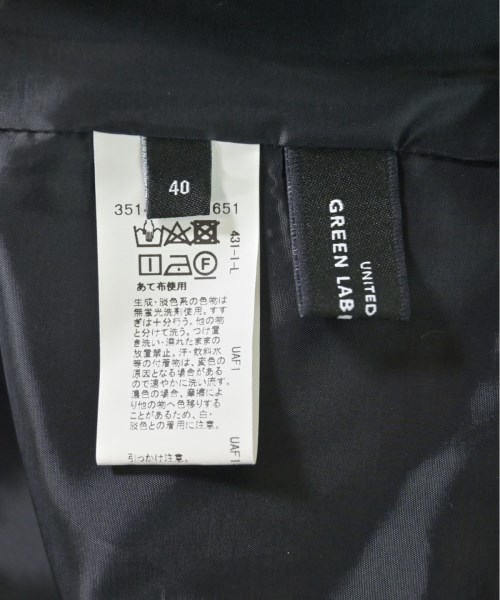 40
351 651
431-1-L
あて布使用
生成・淡色系の色物は
無蛍光洗剤使用。すす
ぎは十分行う。他の物
と分けて洗う。つけ置
き洗い・濡れたままの
放置禁止。汗・飲料水
等の付着物は、変色の
原因となる場合がある
ので速やかに洗い流す。
濃色の場合、摩擦によ
り他の物へ色移りする
ことがあるため、白・
淡色との着用に注意。
引っかけ注意。
UAF1
UAF1
UNITED
GREEN LAB